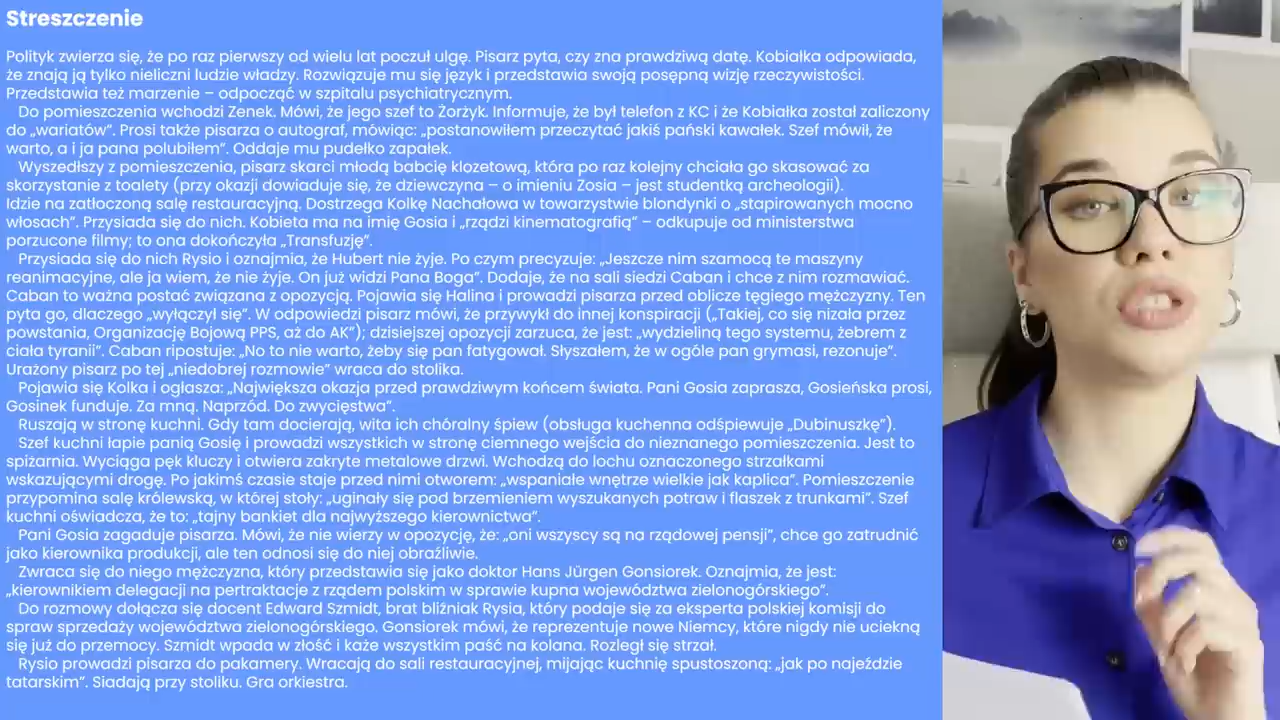 Streszczenie
Polityk zwierza się, że po raz pierwszy od wielu lat poczuł ulgę. Pisarz pyta, czy zna prawdziwą datę. Kobiałka odpowiada,
że znają ją tylko nieliczni ludzie władzy. Rozwiązuje mu się język i przedstawia swoją posępną wizję rzeczywistości.
Przedstawia też marzenie – odpocząć w szpitalu psychiatrycznym.
Do pomieszczenia wchodzi Zenek. Mówi, że jego szef to Żorżyk. Informuje, że był telefon z KC i że Kobiałka został zaliczony
do „wariatów”. Prosi także pisarza o autograf, mówiąc: „postanowiłem przeczytać jakiś pański kawałek. Szef mówił, że
warto, a i ja pana polubiłem”. Oddaje mu pudełko zapałek.
Wyszedłszy z pomieszczenia, pisarz skarci młodą babcię klozetową, która po raz kolejny chciała go skasować za
skorzystanie z toalety (przy okazji dowiaduje się, że dziewczyna – o imieniu Zosia – jest studentką archeologii).
Idzie na zatłoczoną salę restauracyjną. Dostrzega Kolkę Nachałowa w towarzystwie blondynki o „stapirowanych mocno
włosach”. Przysiada się do nich. Kobieta ma na imię Gosia i „rządzi kinematografią” – odkupuje od ministerstwa
porzucone filmy; to ona dokończyła „Transfuzję”.
Przysiada się do nich Rysio i oznajmia, że Hubert nie żyje. Po czym precyzuje: „Jeszcze nim szamocą te maszyny
reanimacyjne, ale ja wiem, że nie żyje. On już widzi Pana Boga”. Dodaje, że na sali siedzi Caban i chce z nim rozmawiać.
Caban to ważna postać związana z opozycją. Pojawia się Halina i prowadzi pisarza przed oblicze tęgiego mężczyzny. Ten
pyta go, dlaczego „wyłączył się”. W odpowiedzi pisarz mówi, że przywykł do innej konspiracji („Takiej, co się nizała przez
powstania, Organizację Bojową PPS, aż do AK”); dzisiejszej opozycji zarzuca, że jest: „wydzieliną tego systemu, żebrem z
ciała tyranii”. Caban ripostuje: „No to nie warto, żeby się pan fatygował. Słyszałem, że w ogóle pan grymasi, rezonuje”.
Urażony pisarz po tej „niedobrej rozmowie” wraca do stolika.
Pojawia się Kolka i ogłasza: „Największa okazja przed prawdziwym końcem świata. Pani Gosia zaprasza, Gosieńska prosi,
Gosinek funduje. Za mną. Naprzód. Do zwycięstwa”.
Ruszają w stronę kuchni. Gdy tam docierają, wita ich chóralny śpiew (obsługa kuchenna odśpiewuje „Dubinuszkę”).
Szef kuchni łapie panią Gosię i prowadzi wszystkich w stronę ciemnego wejścia do nieznanego pomieszczenia. Jest to
spiżarnia. Wyciąga pęk kluczy i otwiera zakryte metalowe drzwi. Wchodzą do lochu oznaczonego strzałkami
wskazującymi drogę. Po jakimś czasie staje przed nimi otworem: „wspaniałe wnętrze wielkie jak kaplica”. Pomieszczenie
przypomina salę królewską, w której stoły: „uginały się pod brzemieniem wyszukanych potraw i flaszek z trunkami”. Szef
kuchni oświadcza, że to: „tajny bankiet dla najwyższego kierownictwa”.
Pani Gosia zagaduje pisarza. Mówi, że nie wierzy w opozycję, że: „oni wszyscy są na rządowej pensji”, chce go zatrudnić
jako kierownika produkcji, ale ten odnosi się do niej obraźliwie.
Zwraca się do niego mężczyzna, który przedstawia się jako doktor Hans Jürgen Gonsiorek. Oznajmia, że jest:
„kierownikiem delegacji na pertraktacje z rządem polskim w sprawie kupna województwa zielonogórskiego”.
Do rozmowy dołącza się docent Edward Szmidt, brat bliźniak Rysia, który podaje się za eksperta polskiej komisji do
spraw sprzedaży województwa zielonogórskiego. Gonsiorek mówi, że reprezentuje nowe Niemcy, które nigdy nie uciekną
się już do przemocy. Szmidt wpada w złość i każe wszystkim paść na kolana. Rozległ się strzał.
Rysio prowadzi pisarza do pakamery. Wracają do sali restauracyjnej, mijając kuchnię spustoszoną: „jak po najeździe
tatarskim”. Siadają przy stoliku. Gra orkiestra.